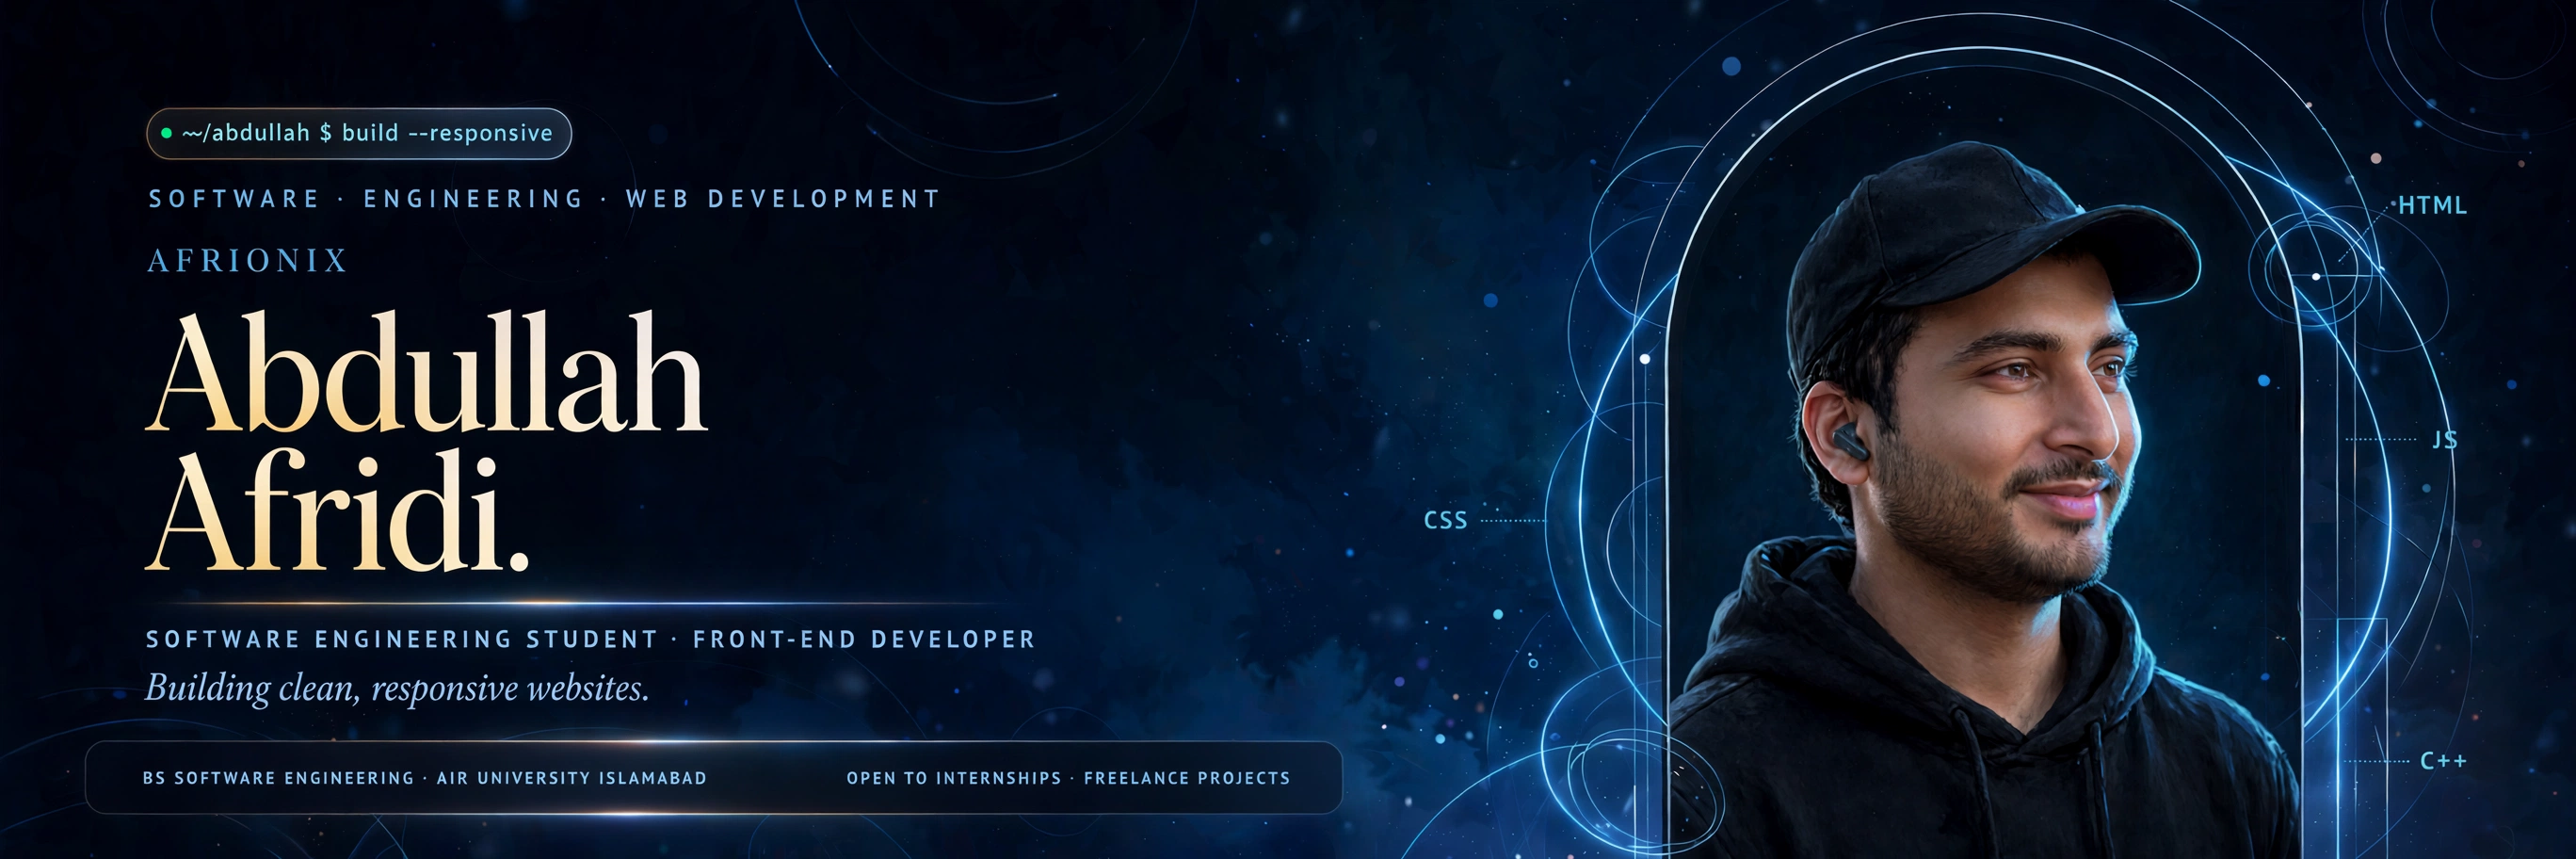 ~/abdullah $ build --responsive
SOFTWARE · ENGINEERING · WEB DEVELOPMENT
AFRIONIX
Abdullah
Afridi.
SOFTWARE ENGINEERING STUDENT · FRONT-END DEVELOPER
Building clean, responsive websites.
BS SOFTWARE ENGINEERING · AIR UNIVERSITY ISLAMABAD
OPEN TO INTERNSHIPS · FREELANCE PROJECTS
HTML
JS
CSS
C++